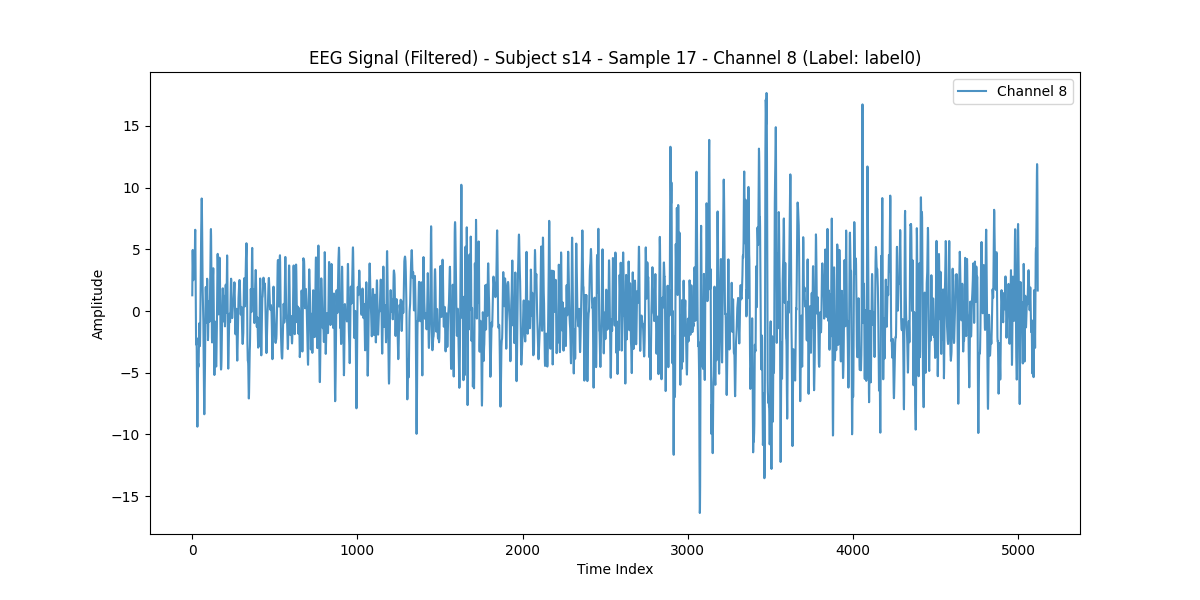 EEG Signal (Filtered) - Subject s14 - Sample 17 - Channel 8 (Label: label0)
Channel 8
15
10
5
0
−5
−10
−15
Amplitude
0 1000 2000 3000 4000 5000
Time Index